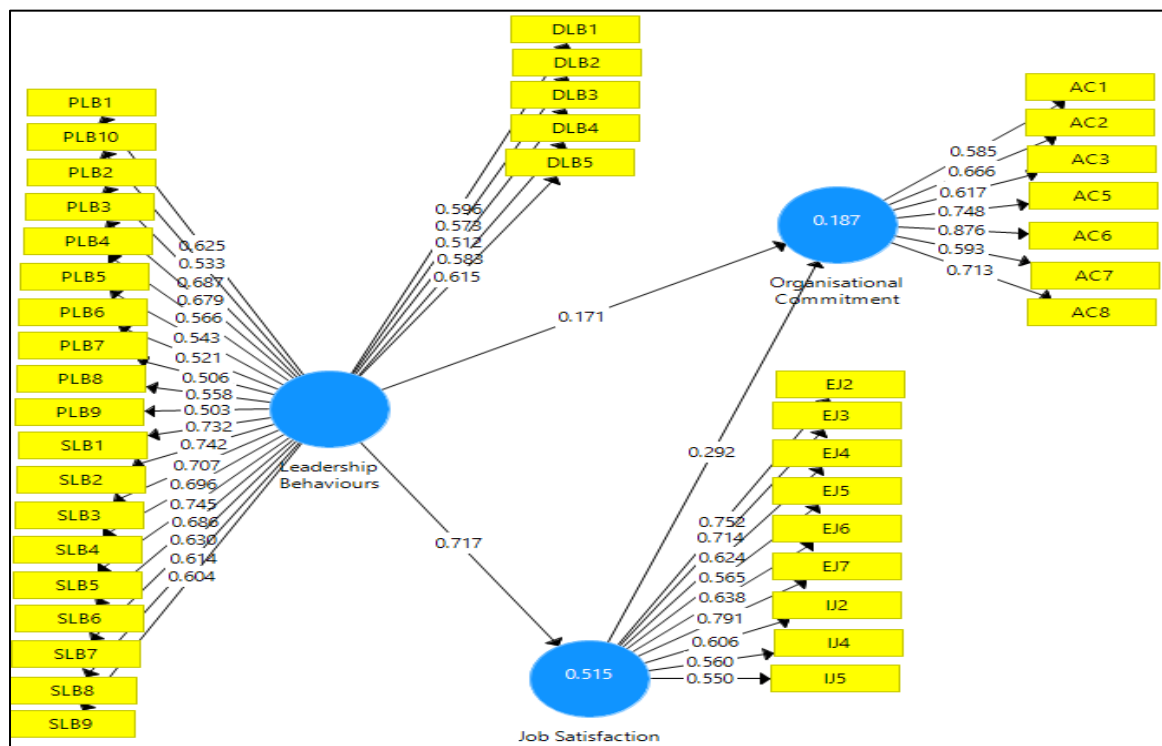 PLB1
PLB10
PLB2
PLB3
PLB4
PLB5
PLB6
PLB7
PLB8
PLB9
SLB1
SLB2
SLB3
SLB4
SLB5
SLB6
SLB7
SLB8
SLB9
0.625
0.533
0.687
0.679
0.566
0.543
0.521
0.506
0.558
0.503
0.732
0.742
0.707
0.696
0.745
0.686
0.630
0.614
0.604
Leadership
Behaviours
DLB1
DLB2
DLB3
DLB4
DLB5
0.596
0.573
0.512
0.583
0.615
0.171
0.717
0.292
0.187
Organisational
Commitment
0.585
0.666
0.617
0.748
0.876
0.593
0.713
AC1
AC2
AC3
AC5
AC6
AC7
AC8
0.515
Job Satisfaction
0.752
0.714
0.624
0.565
0.638
0.791
0.606
0.560
0.550
EJ2
EJ3
EJ4
EJ5
EJ6
EJ7
IJ2
IJ4
IJ5